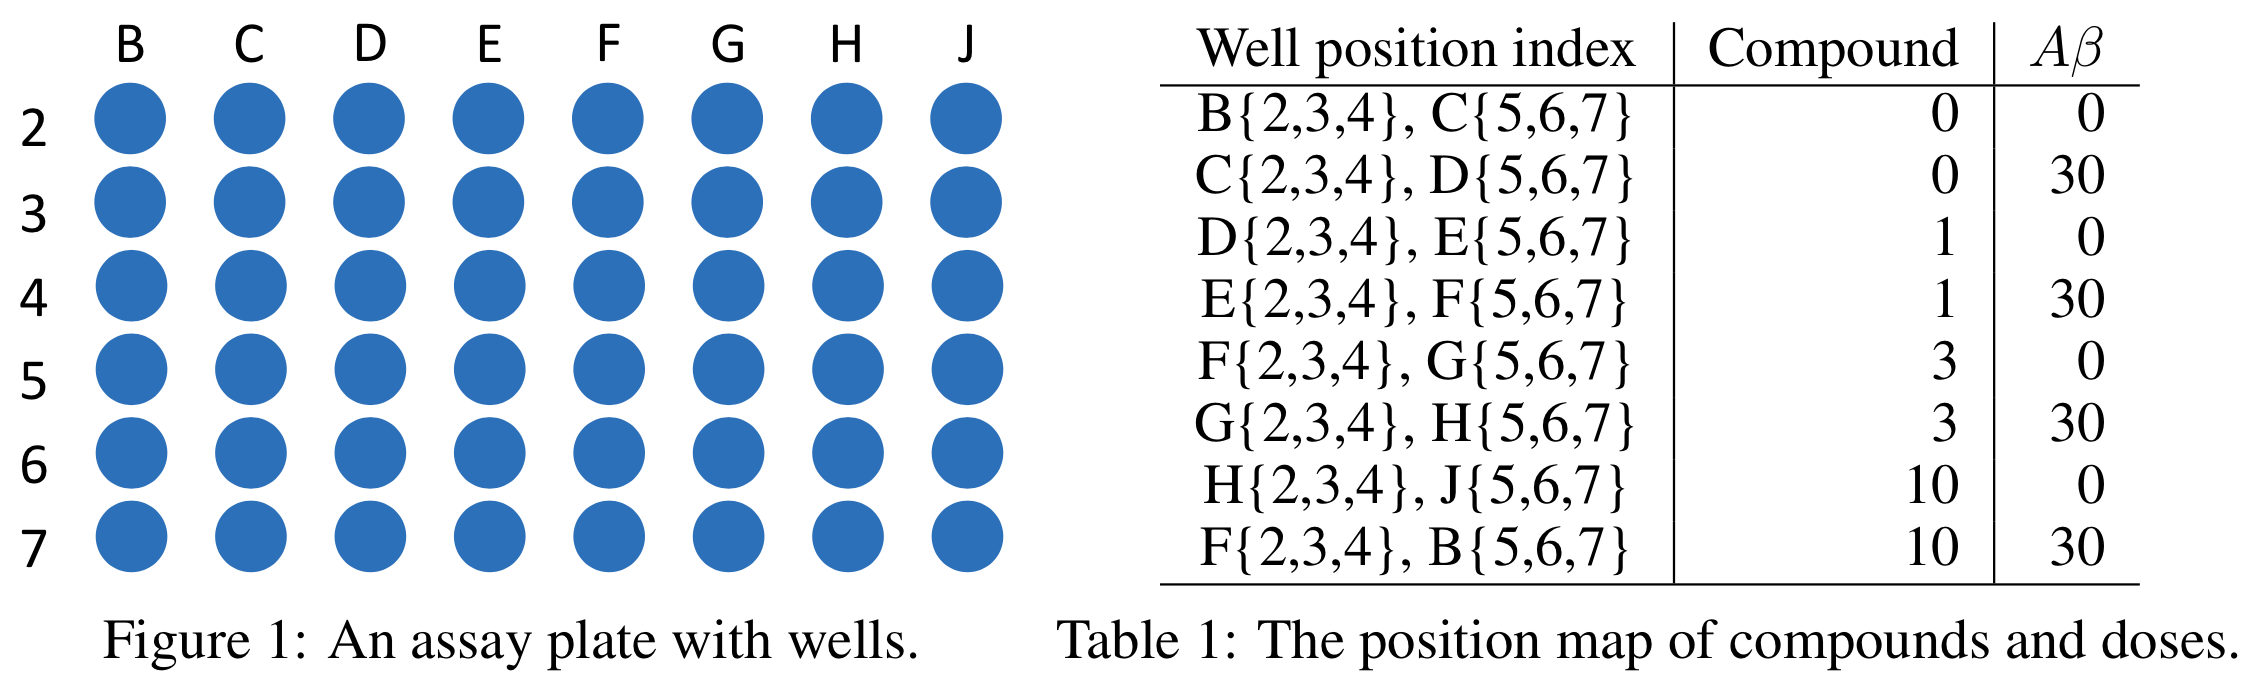 B C D E F G H J
2
3
4
5
6
7
Figure 1: An assay plate with wells.
Well position index Compound Aβ
B{2,3,4}, C{5,6,7} 0 0
C{2,3,4}, D{5,6,7} 0 30
D{2,3,4}, E{5,6,7} 1 0
E{2,3,4}, F{5,6,7} 1 30
F{2,3,4}, G{5,6,7} 3 0
G{2,3,4}, H{5,6,7} 3 30
H{2,3,4}, J{5,6,7} 10 0
F{2,3,4}, B{5,6,7} 10 30
Table 1: The position map of compounds and doses.